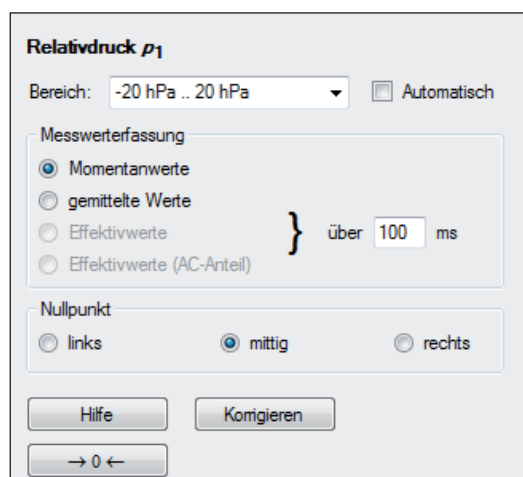 Relativdruck p1
Bereich: -20 hPa .. 20 hPa Automatisch
Messwerterfassung
Momentanwerte
gemittelte Werte
Effektivwerte } über 100 ms
Effektivwerte (AC-Anteil)
Nullpunkt
links mittig rechts
Hilfe Korrigieren
→ 0 ←